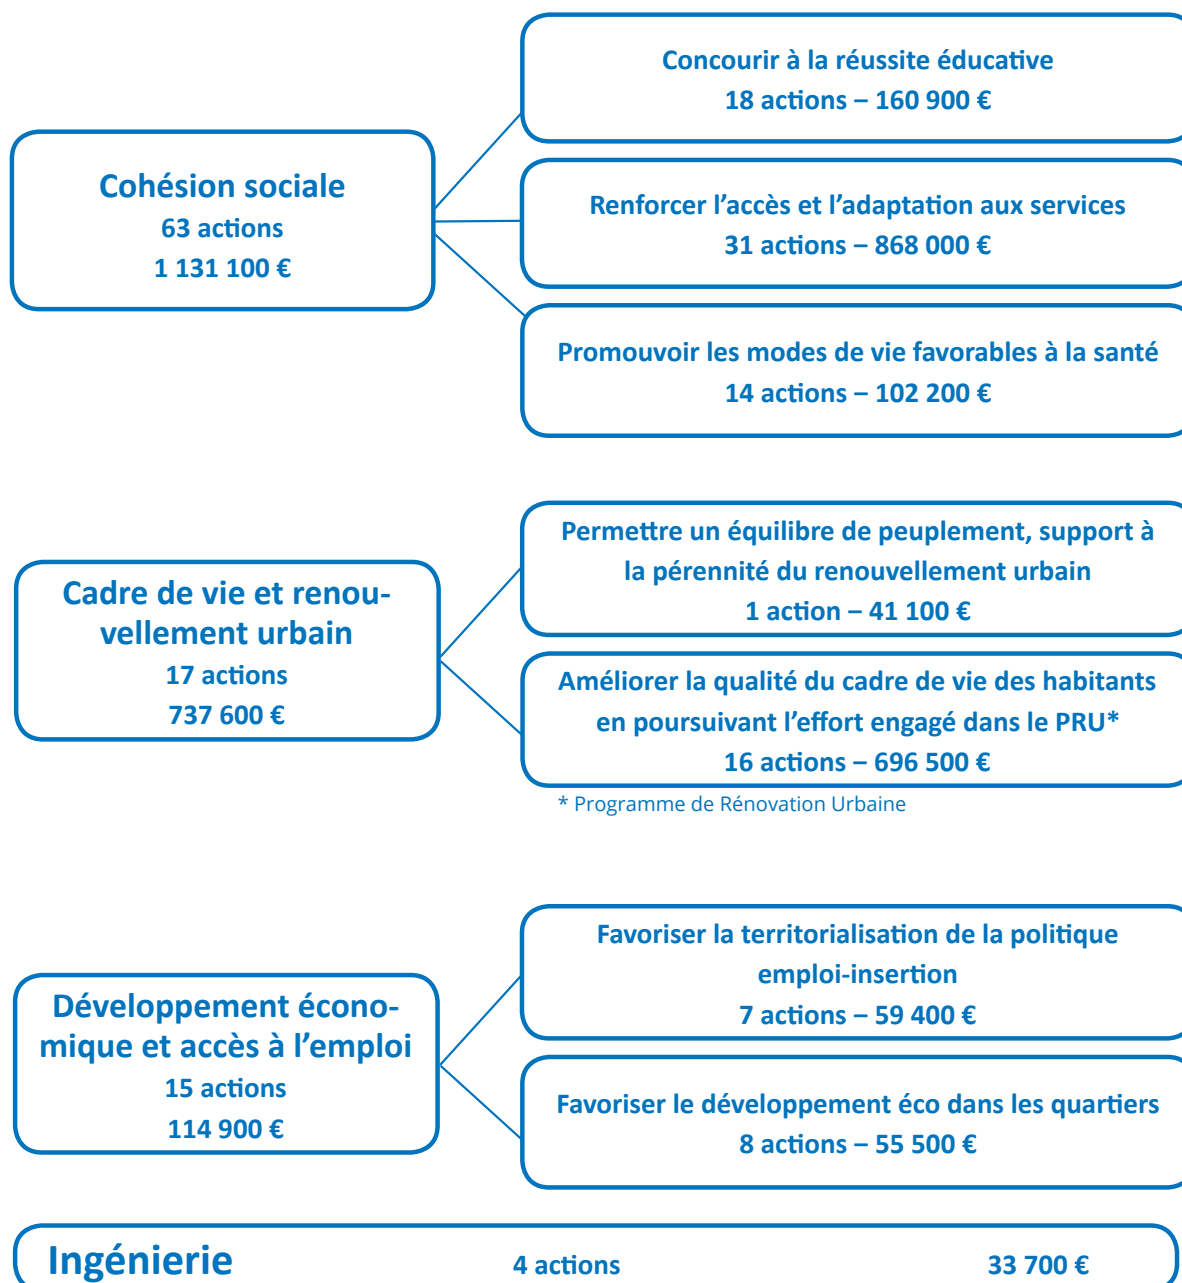 Cohésion sociale
63 actions
1 131 100 €
Concourir à la réussite éducative
18 actions – 160 900 €
Renforcer l’accès et l’adaptation aux services
31 actions – 868 000 €
Promouvoir les modes de vie favorables à la santé
14 actions – 102 200 €
Cadre de vie et renou-
vellement urbain
17 actions
737 600 €
Permettre un équilibre de peuplement, support à
la pérennité du renouvellement urbain
1 action – 41 100 €
Améliorer la qualité du cadre de vie des habitants
en poursuivant l’effort engagé dans le PRU*
16 actions – 696 500 €
* Programme de Rénovation Urbaine
Développement écono-
mique et accès à l’emploi
15 actions
114 900 €
Favoriser la territorialisation de la politique
emploi-insertion
7 actions – 59 400 €
Favoriser le développement éco dans les quartiers
8 actions – 55 500 €
Ingénierie 4 actions 33 700 €